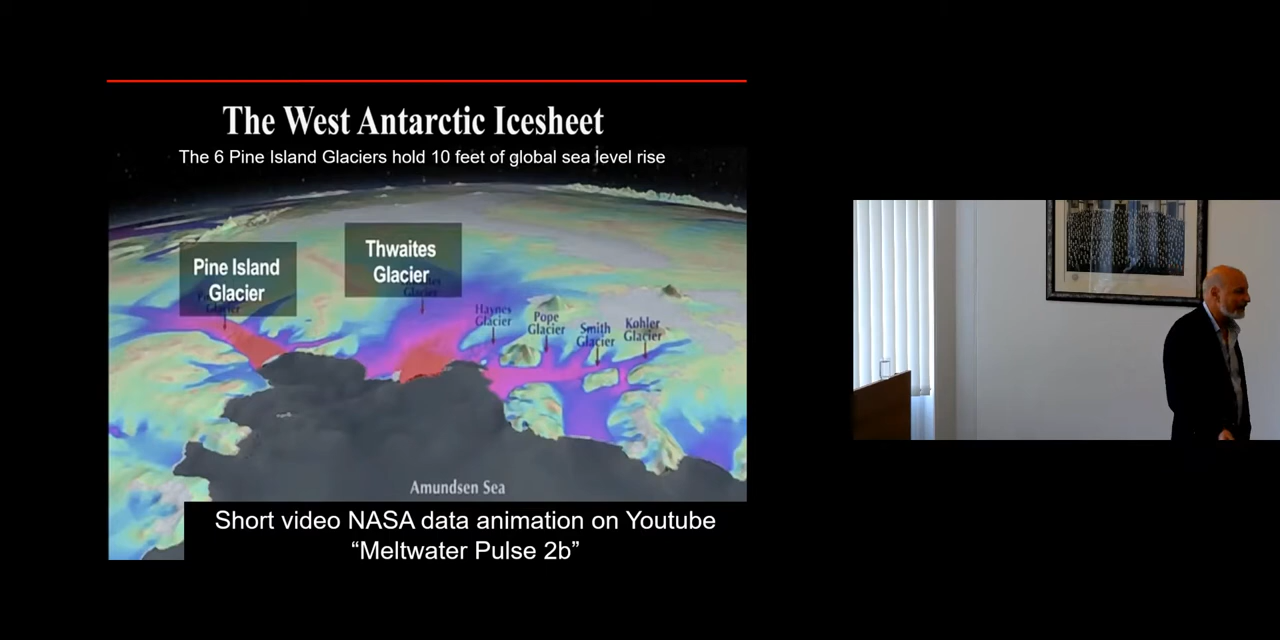 The West Antarctic Icesheet
The 6 Pine Island Glaciers hold 10 feet of global sea level rise
Pine Island
Glacier
Thwaites
Glacier
Glacier
Glacier
Haynes
Glacier
Pope
Glacier
Smith
Glacier
Kohler
Glacier
Amundsen Sea
Short video NASA data animation on Youtube
“Meltwater Pulse 2b”